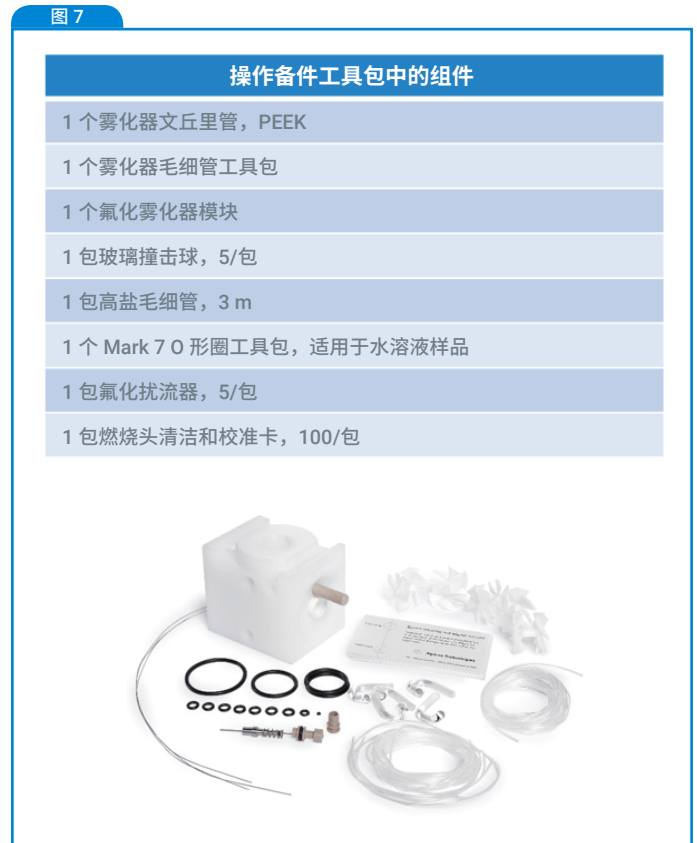 图 7
操作备件工具包中的组件
1 个雾化器文丘里管，PEEK
1 个雾化器毛细管工具包
1 个氟化雾化器模块
1 包玻璃撞击球，5/包
1 包高盐毛细管，3 m
1 个 Mark 7 O 形圈工具包，适用于水溶液样品
1 包氟化扰流器，5/包
1 包燃烧头清洁和校准卡，100/包
Agilent Technologies